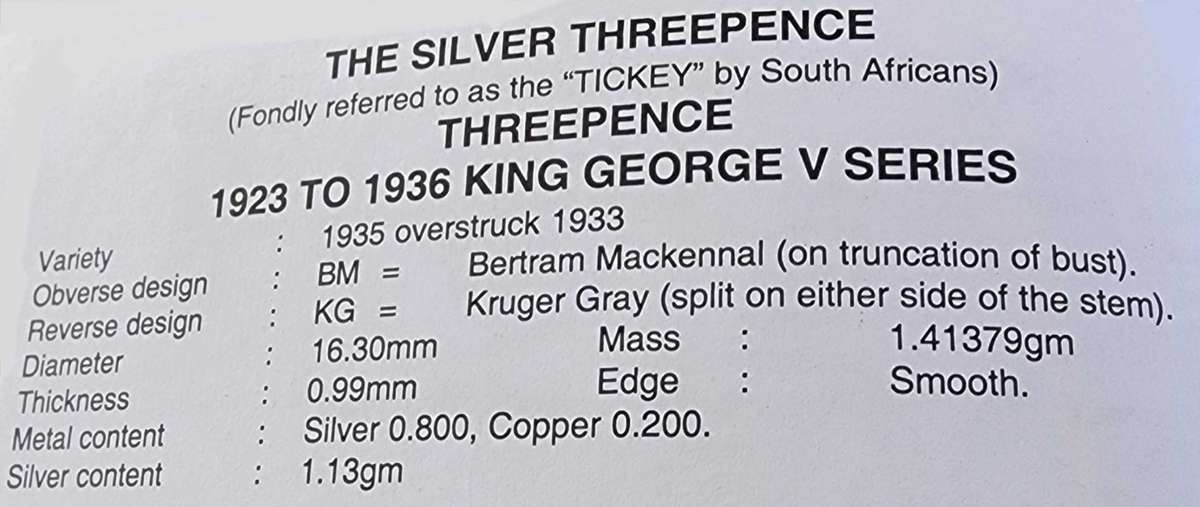 THE SILVER THREEPENCE
(Fondly referred to as the “TICKEY” by South Africans)
THREEPENCE
1923 TO 1936 KING GEORGE V SERIES
Variety : 1935 overstruck 1933
Obverse design : BM = Bertram Mackennal (on truncation of bust).
Reverse design : KG = Kruger Gray (split on either side of the stem).
Diameter : 16.30mm Mass : 1.41379gm
Thickness : 0.99mm Edge : Smooth.
Metal content : Silver 0.800, Copper 0.200.
Silver content : 1.13gm